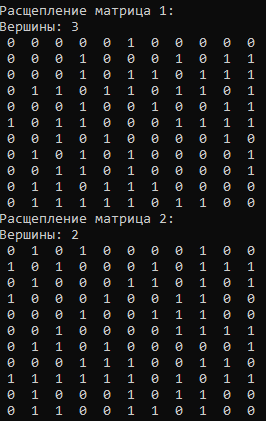 Расщепление матрица 1:
Вершины: 3
0 0 0 0 0 1 0 0 0 0 0
0 0 0 1 0 0 0 1 0 1 1
0 0 0 1 0 1 1 0 1 1 1
0 1 1 0 1 1 0 1 0 1 0
0 0 0 1 0 0 1 0 0 1 1
1 0 1 1 0 0 0 1 1 1 1
0 0 1 0 1 0 0 0 0 1 0
0 1 0 1 0 1 0 0 0 0 1
0 0 1 0 0 1 0 0 0 0 1
0 1 1 1 0 1 1 1 0 0 0
0 1 1 0 1 1 0 1 1 0 0
Расщепление матрица 2:
Вершины: 2
0 1 0 1 0 0 0 0 1 0 0
1 0 1 0 0 0 1 0 1 1 1
0 1 0 0 0 1 1 0 1 0 1
1 0 0 0 1 0 0 1 1 0 0
0 0 0 1 0 0 1 1 1 0 0
0 0 1 0 0 0 0 1 1 1 1
0 1 1 0 1 0 0 0 0 0 1
0 0 0 1 1 1 0 0 1 1 0
1 1 1 1 1 1 0 1 0 1 1
0 1 0 0 0 1 0 1 1 0 0
0 1 1 0 0 1 1 0 1 0 0